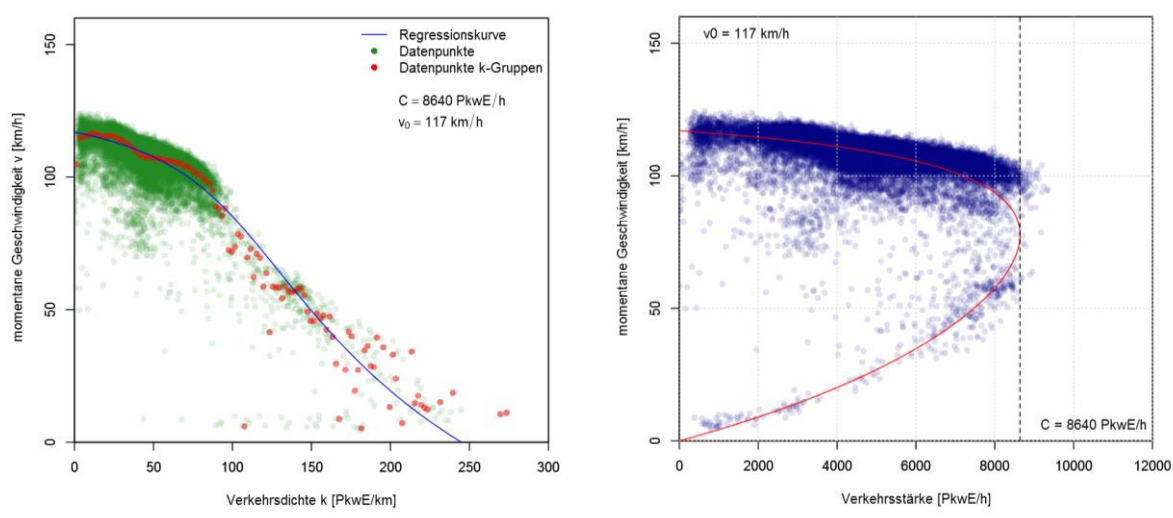 Regressionskurve
Datenpunkte
Datenpunkte k-Gruppen
C = 8640 PkwE/h
v0 = 117 km/h
momentane Geschwindigkeit v [km/h]
150
100
50
0
0 50 100 150 200 250 300
Verkehrsdichte k [PkwE/km]
v0 = 117 km/h
momentane Geschwindigkeit [km/h]
150
100
50
0
C = 8640 PkwE/h
0 2000 4000 6000 8000 10000 12000
Verkehrsstärke [PkwE/h]